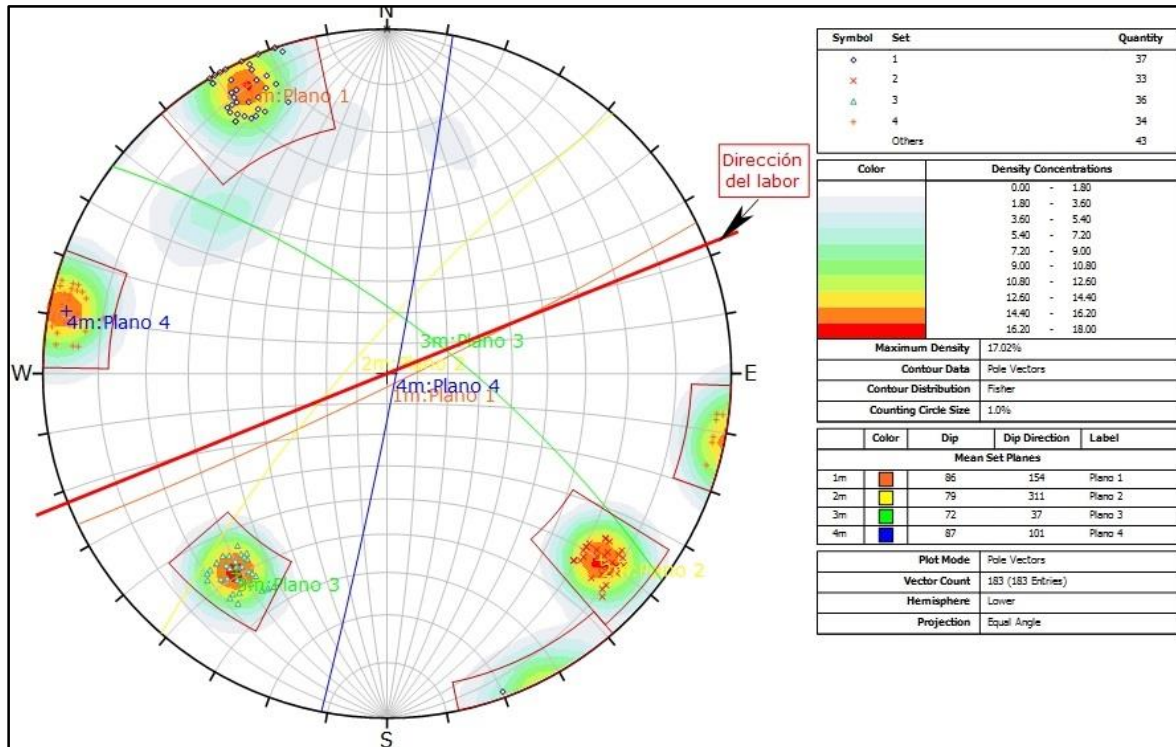 N
m:Plano 1
Dirección
del labor
4m:Plano 4
3m:Plano 3
W
E
4m:Plano 4
1m:Plano 1
m:Plano 3
Plano 2
S
Symbol Set Quantity
1 37
2 33
3 36
4 34
Others 43
Color Density Concentrations
0.00 - 1.80
1.80 - 3.60
3.60 - 5.40
5.40 - 7.20
7.20 - 9.00
9.00 - 10.80
10.80 - 12.60
12.60 - 14.40
14.40 - 16.20
16.20 - 18.00
Maximum Density 17.02%
Contour Data Pole Vectors
Contour Distribution Fisher
Counting Circle Size 1.0%
Color Dip Dip Direction Label
Mean Set Planes
1m 86 154 Plano 1
2m 79 311 Plano 2
3m 72 37 Plano 3
4m 87 101 Plano 4
Plot Mode Pole Vectors
Vector Count 183 (183 Entries)
Hemisphere Lower
Projection Equal Angle